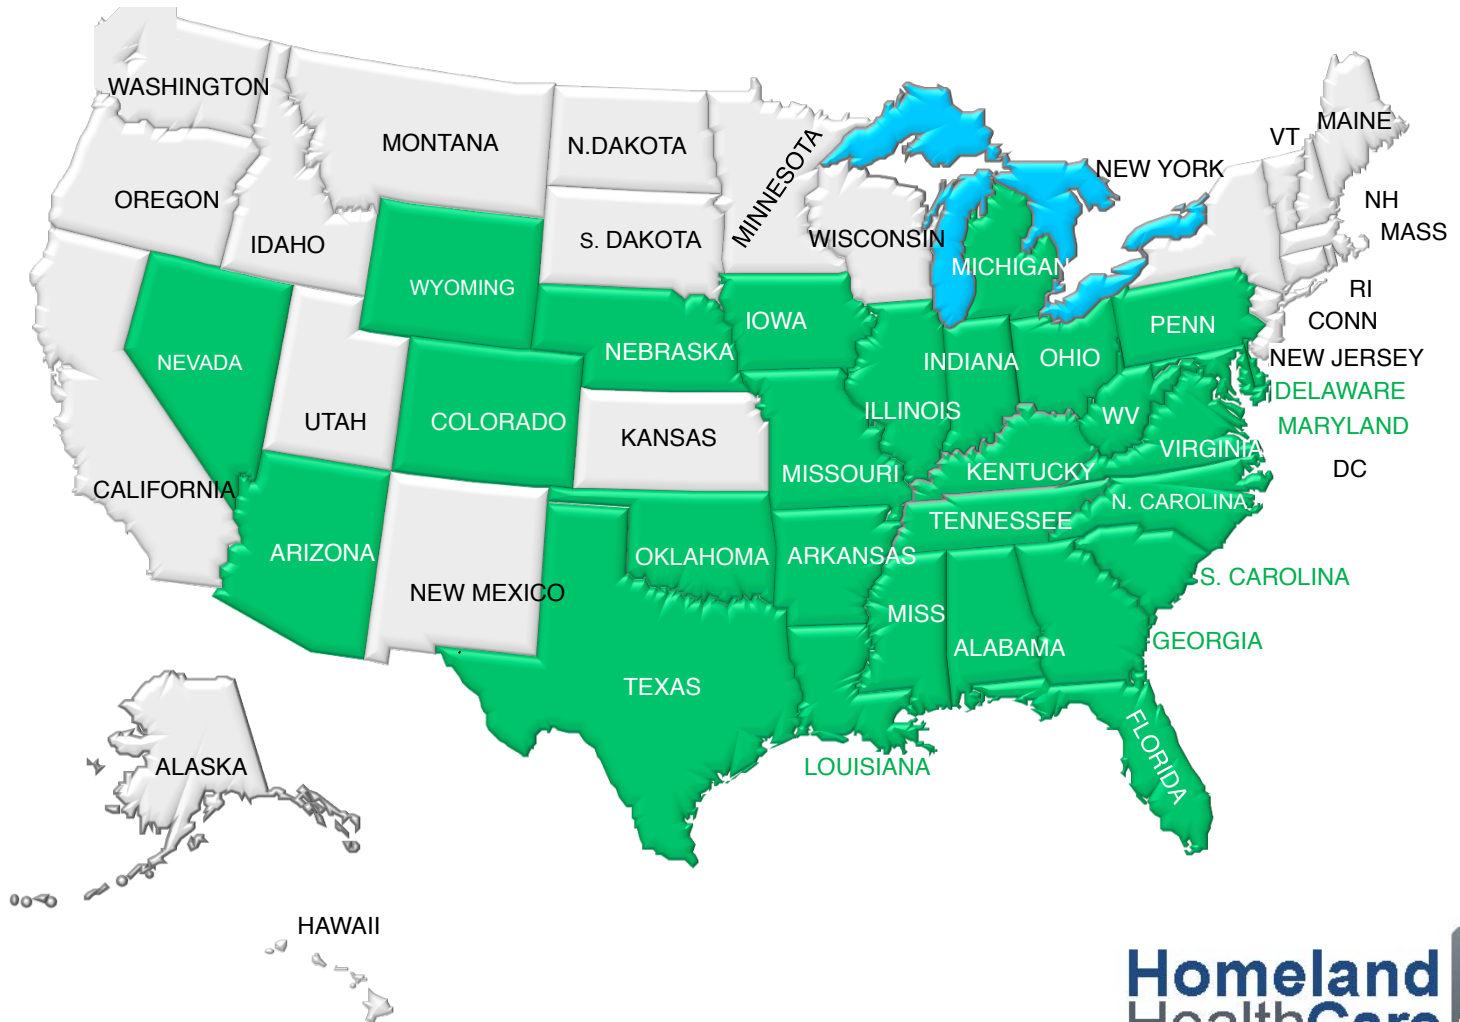 WASHINGTON
MAINE
VT
MONTANA
N.DAKOTA
MINNESOTA
NEW YORK
OREGON
NH
MASS
IDAHO
S. DAKOTA
WISCONSIN
MICHIGAN
WYOMING
RI
IOWA
PENN
CONN
NEVADA
NEBRASKA
INDIANA
OHIO
NEW JERSEY
DELAWARE
UTAH
COLORADO
KANSAS
ILLINOIS
WV
MARYLAND
VIRGINIA
DC
CALIFORNIA
MISSOURI
KENTUCKY
N. CAROLINA
TENNESSEE
ARIZONA
OKLAHOMA
ARKANSAS
S. CAROLINA
NEW MEXICO
MISS
ALABAMA
GEORGIA
TEXAS
FLORIDA
LOUISIANA
ALASKA
HAWAII
Homeland
HealthCare